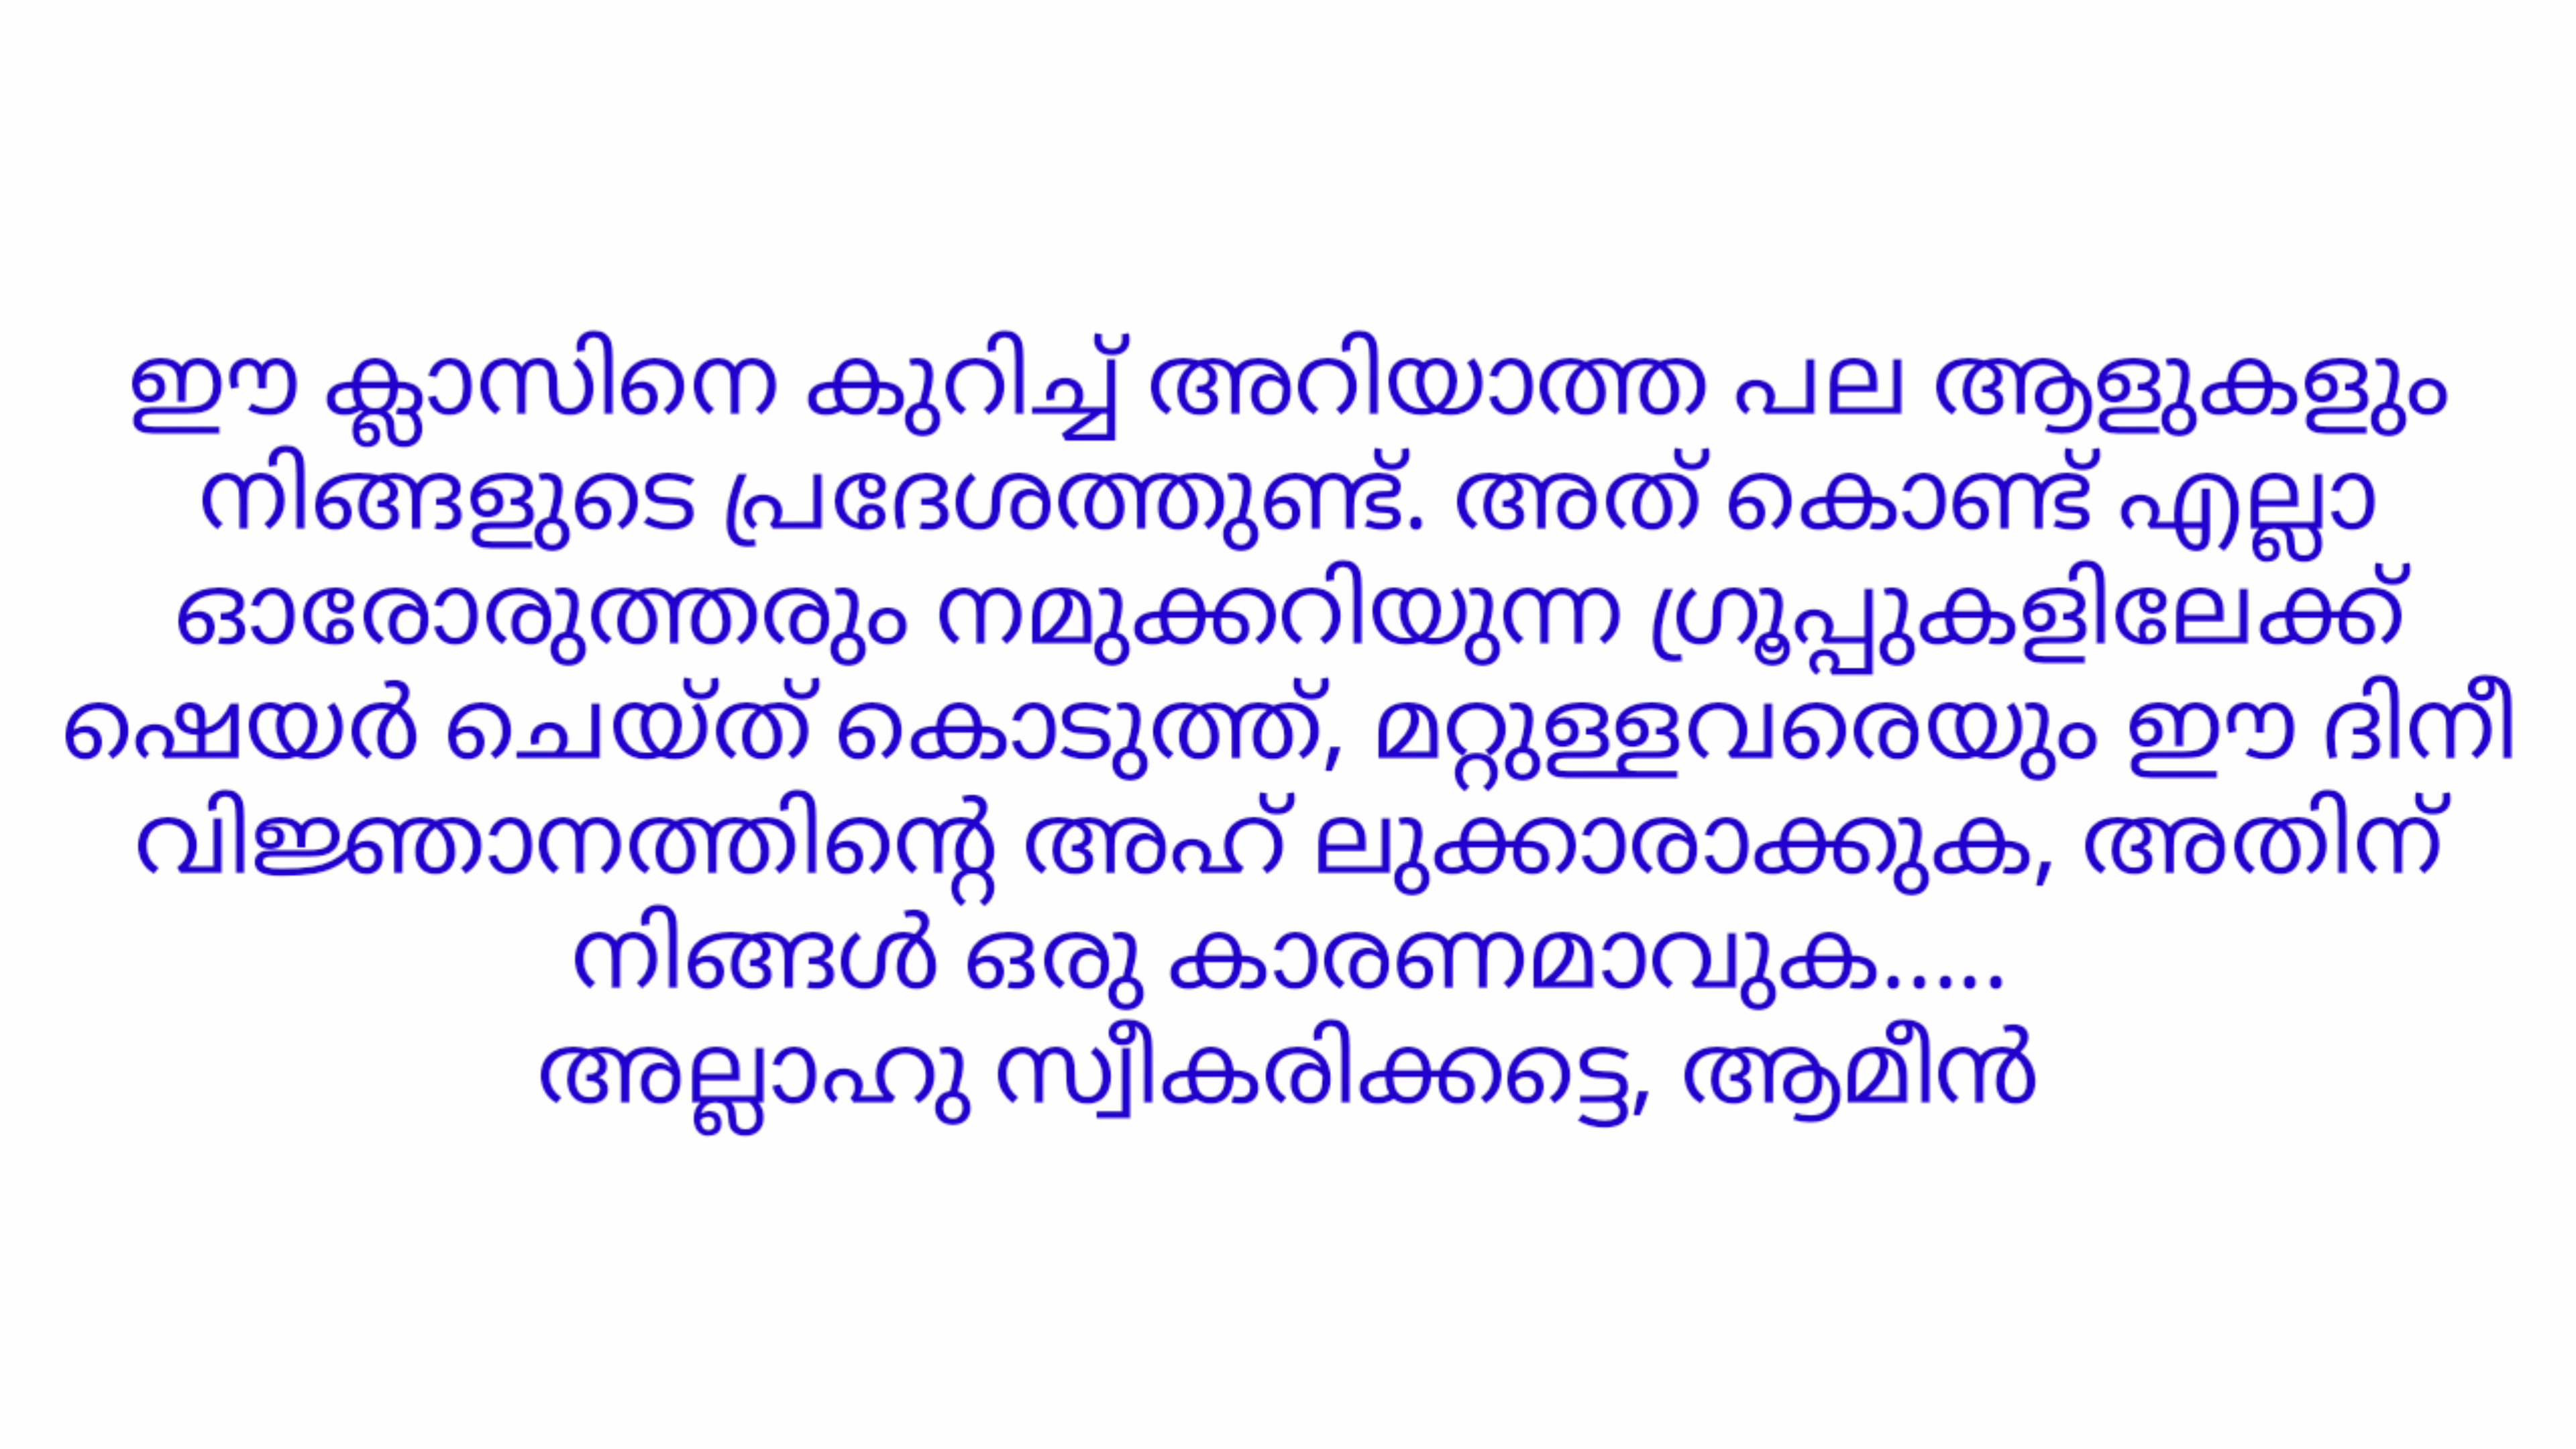 ഈ ക്ലാസിനെ കുറിച്ച് അറിയാത്ത പല ആളുകളും
നിങ്ങളുടെ പ്രദേശത്തുണ്ട്. അത് കൊണ്ട് എല്ലാ
ഓരോരുത്തരും നമുക്കറിയുന്ന ഗ്രൂപ്പുകളിലേക്ക്
ഷെയർ ചെയ്ത് കൊടുത്ത്, മറ്റുള്ളവരെയും ഈ ദിനീ
വിജ്ഞാനത്തിന്റെ അഹ് ലുക്കാരാക്കുക, അതിന്
നിങ്ങൾ ഒരു കാരണമാവുക.....
അല്ലാഹു സ്വീകരിക്കട്ടെ, ആമീൻ